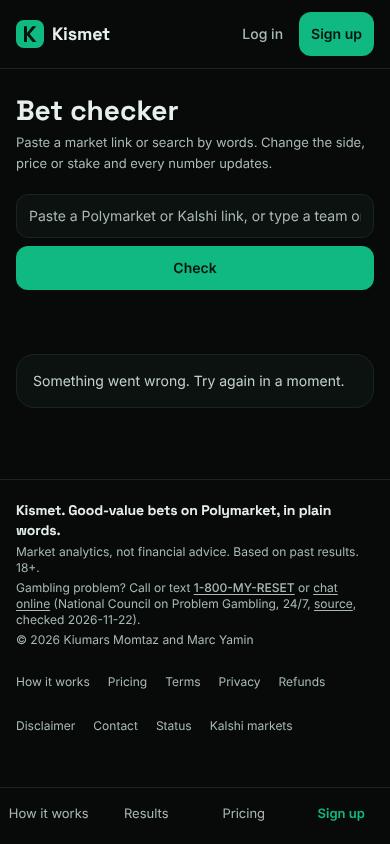 K Kismet
Log in
Sign up
Bet checker
Paste a market link or search by words. Change the side,
price or stake and every number updates.
Paste a Polymarket or Kalshi link, or type a team o
Check
Something went wrong. Try again in a moment.
Kismet. Good-value bets on Polymarket, in plain
words.
Market analytics, not financial advice. Based on past results.
18+.
Gambling problem? Call or text 1-800-MY-RESET or chat
online (National Council on Problem Gambling, 24/7, source,
checked 2026-11-22).
© 2026 Kiumars Momtaz and Marc Yamin
How it works Pricing Terms Privacy Refunds
Disclaimer Contact Status Kalshi markets
How it works Results Pricing Sign up